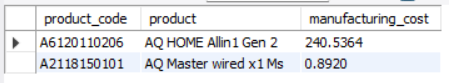 product_code product manufacturing_cost
A6120110206 AQ HOME Allin1 Gen 2 240.5364
A2118150101 AQ Master wired x1 Ms 0.8920